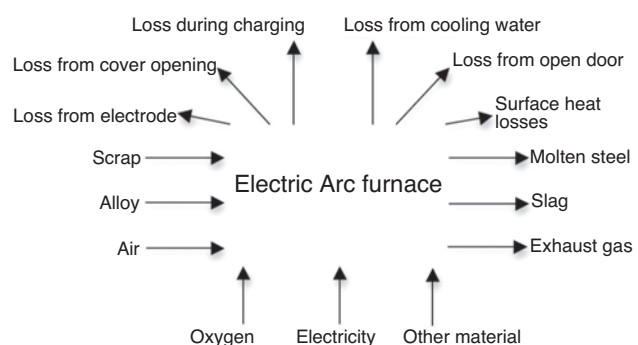 Loss during charging
Loss from cooling water
Loss from cover opening
Loss from open door
Loss from electrode
Surface heat
losses
Scrap
Molten steel
Electric Arc furnace
Alloy
Slag
Air
Exhaust gas
Oxygen
Electricity
Other material